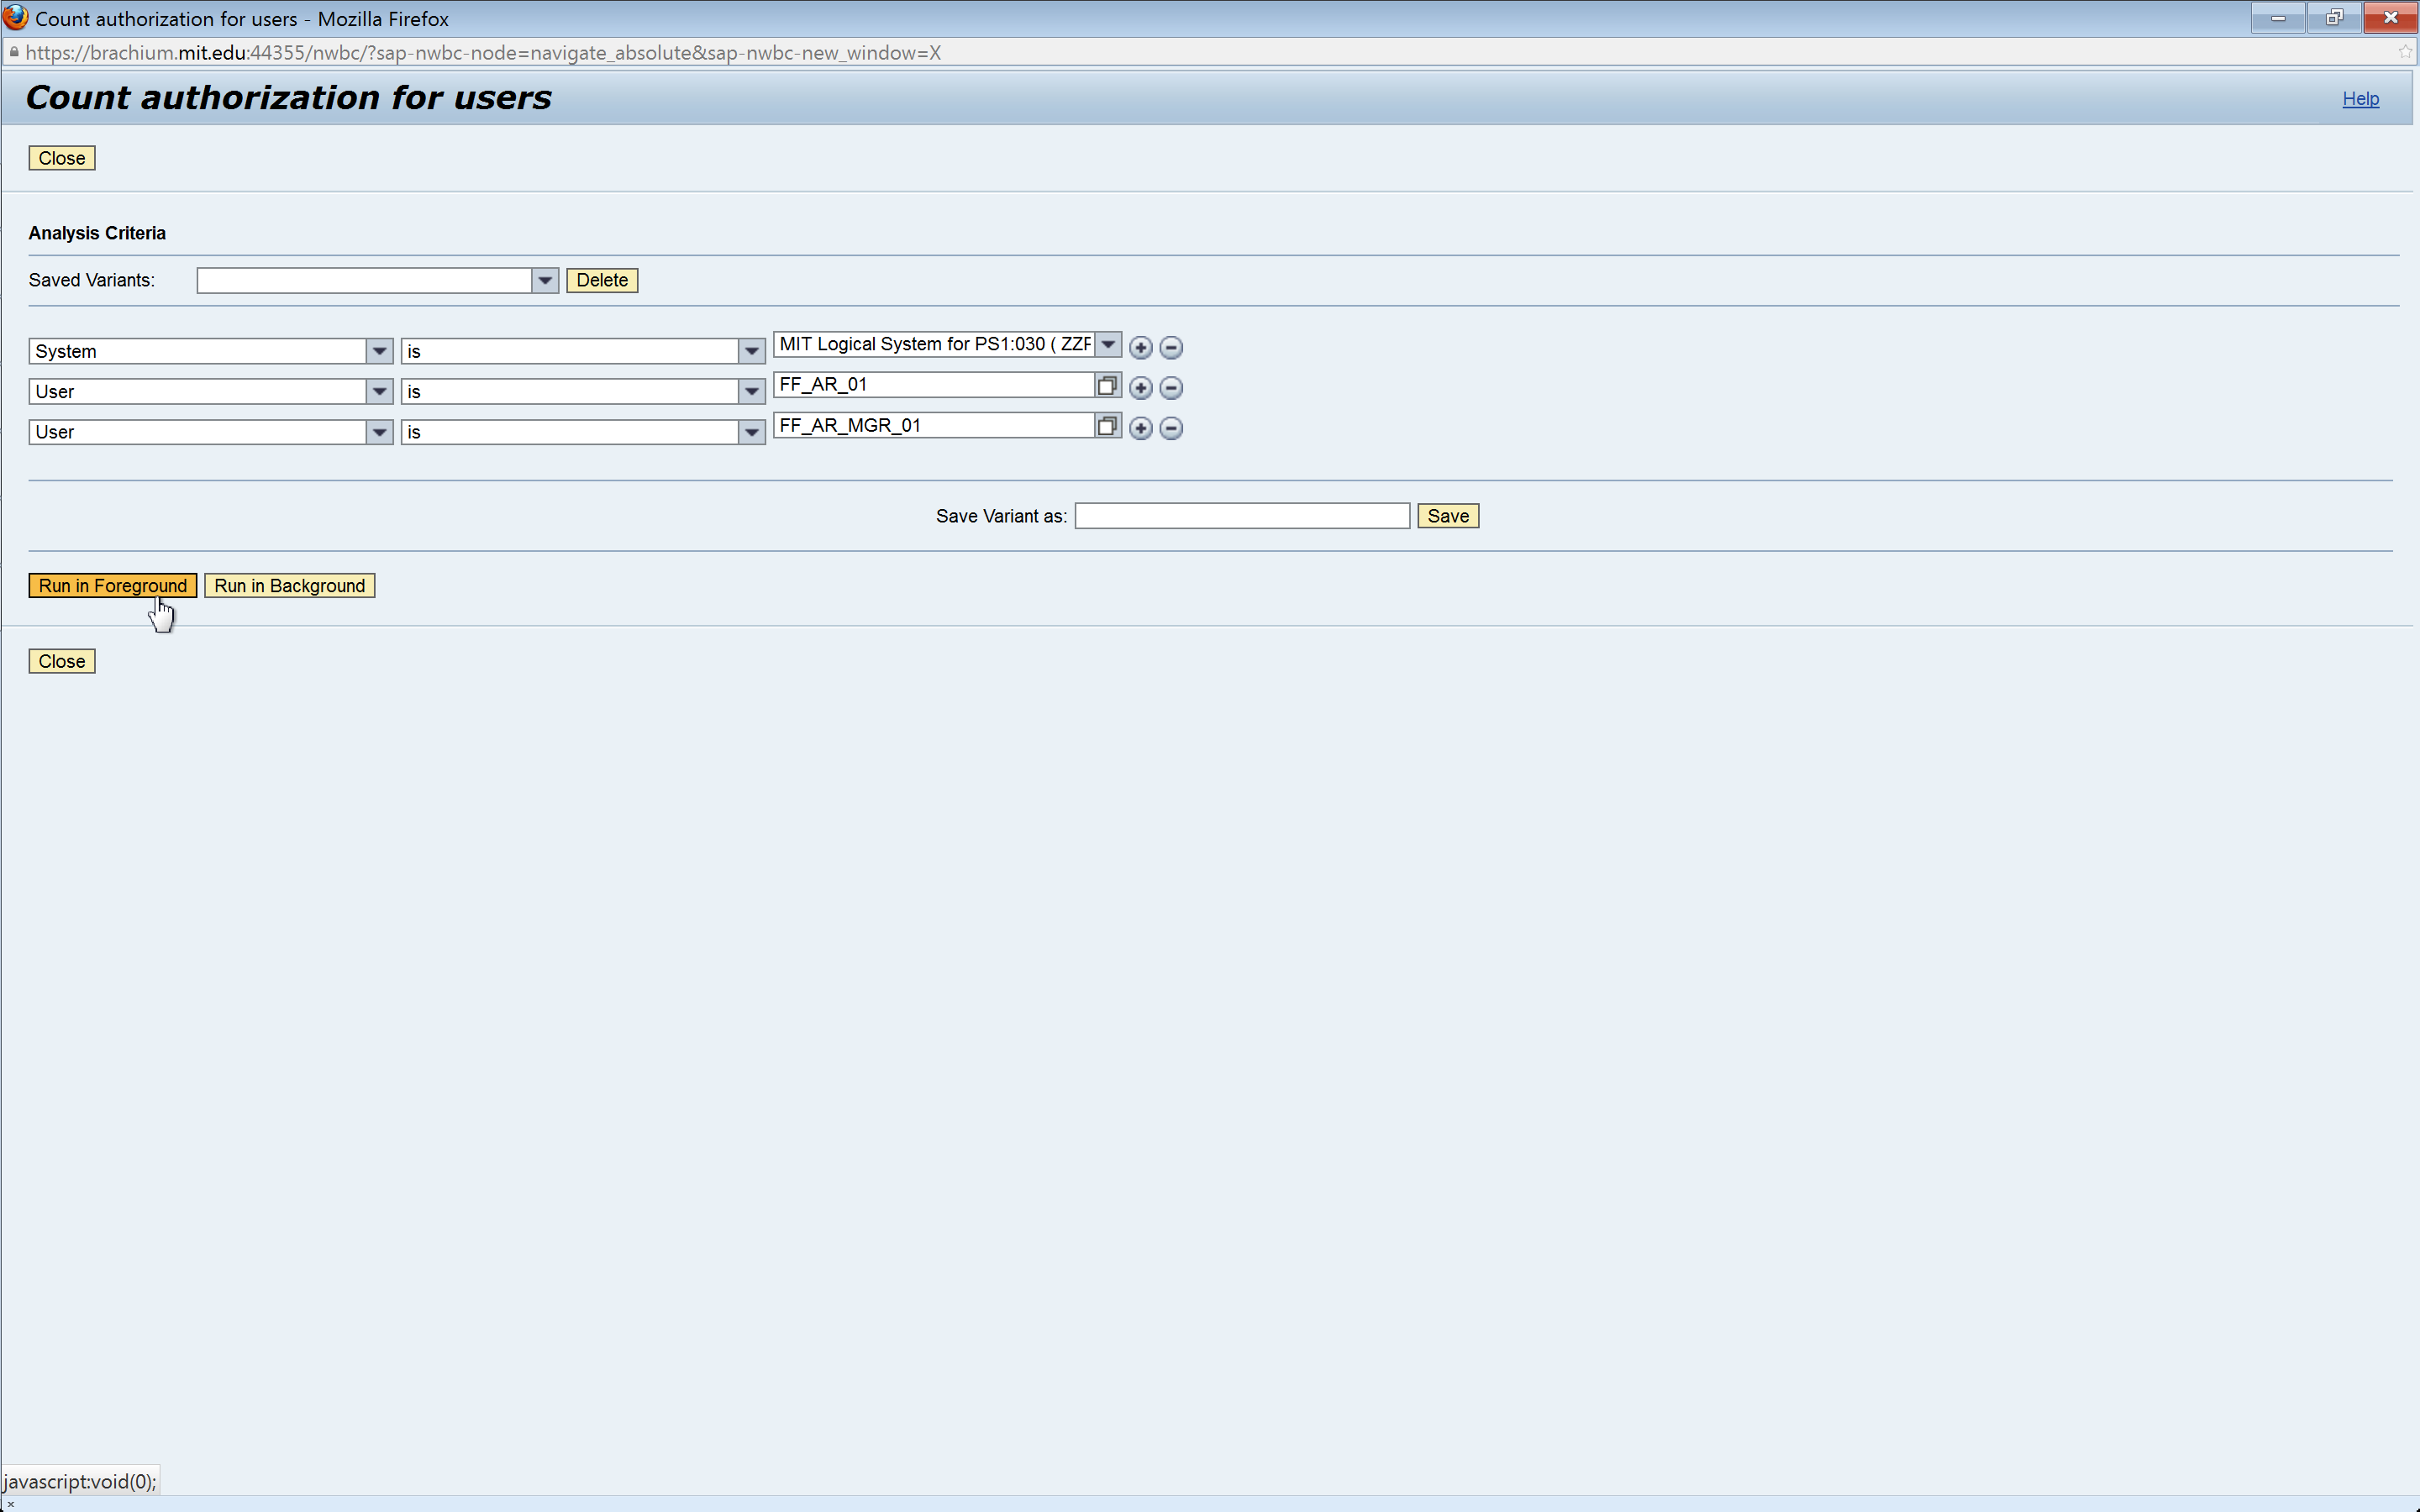 Count authorization for users - Mozilla Firefox
https://brachium.mit.edu:44355/nwbc/?sap-nwbc-node=navigate_absolute&sap-nwbc-new_window=X
Count authorization for users
Help
Close
Analysis Criteria
Saved Variants: Delete
System is MIT Logical System for PS1:030 ( ZZF
User is FF_AR_01
User is FF_AR_MGR_01
Save Variant as: Save
Run in Foreground Run in Background
Close
javascript:void(0);